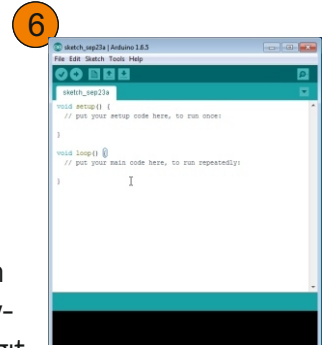 6
sketch_sep23a | Arduino 1.6.5
File Edit Sketch Tools Help
sketch_sep23a
void setup() {
// put your setup code here, to run once:
}
void loop() {
// put your main code here, to run repeatedly:
}